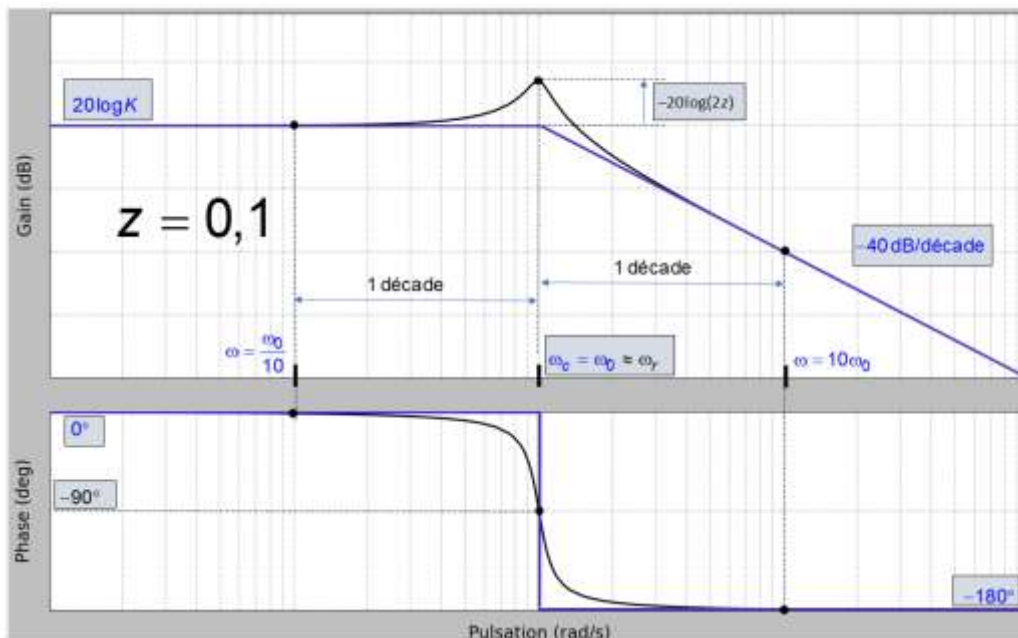 20logK
−20log(2z)
Gain (dB)
z = 0,1
−40 dB/décade
1 décade
1 décade
ω = ω₀/10
ω꜀ = ω₀ ≈ ωᵣ
ω = 10ω₀
0°
−90°
Phase (deg)
−180°
Pulsation (rad/s)